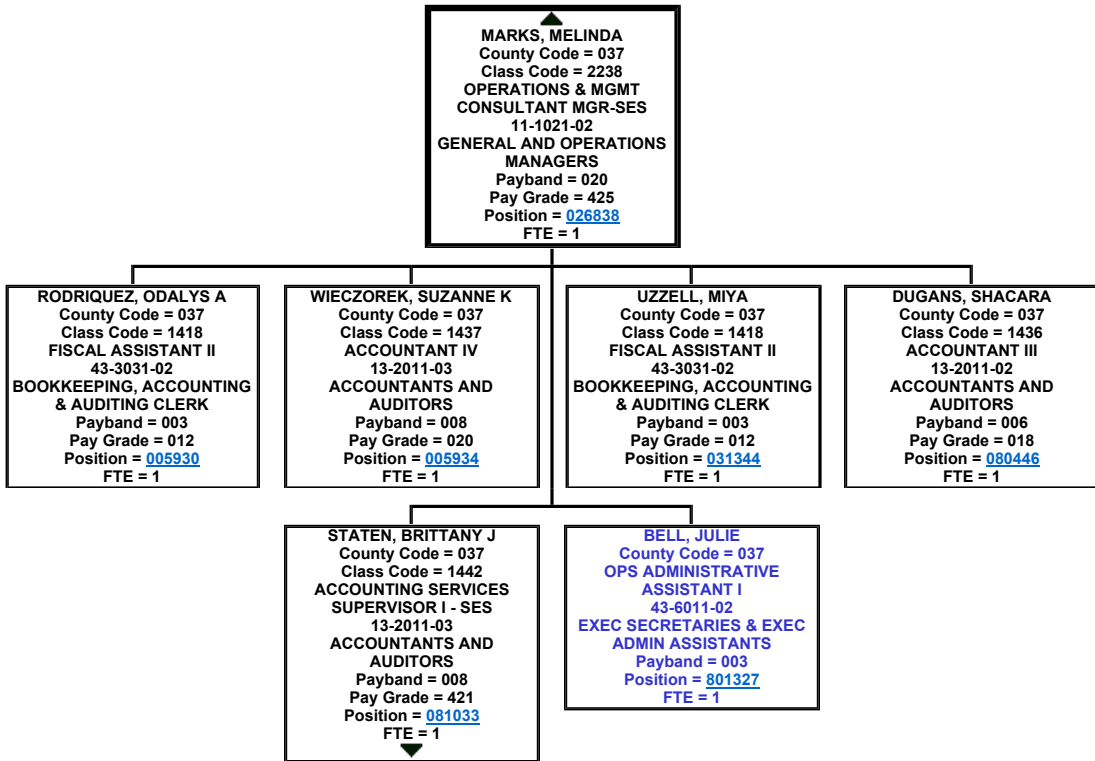 MARKS, MELINDA
County Code = 037
Class Code = 2238
OPERATIONS & MGMT
CONSULTANT MGR-SES
11-1021-02
GENERAL AND OPERATIONS
MANAGERS
Payband = 020
Pay Grade = 425
Position = 026838
FTE = 1
RODRIQUEZ, ODALYS A
County Code = 037
Class Code = 1418
FISCAL ASSISTANT II
43-3031-02
BOOKKEEPING, ACCOUNTING
& AUDITING CLERK
Payband = 003
Pay Grade = 012
Position = 005930
FTE = 1
WIECZOREK, SUZANNE K
County Code = 037
Class Code = 1437
ACCOUNTANT IV
13-2011-03
ACCOUNTANTS AND
AUDITORS
Payband = 008
Pay Grade = 020
Position = 005934
FTE = 1
UZZELL, MIYA
County Code = 037
Class Code = 1418
FISCAL ASSISTANT II
43-3031-02
BOOKKEEPING, ACCOUNTING
& AUDITING CLERK
Payband = 003
Pay Grade = 012
Position = 031344
FTE = 1
DUGANS, SHACARA
County Code = 037
Class Code = 1436
ACCOUNTANT III
13-2011-02
ACCOUNTANTS AND
AUDITORS
Payband = 006
Pay Grade = 018
Position = 080446
FTE = 1
STATEN, BRITTANY J
County Code = 037
Class Code = 1442
ACCOUNTING SERVICES
SUPERVISOR I - SES
13-2011-03
ACCOUNTANTS AND
AUDITORS
Payband = 008
Pay Grade = 421
Position = 081033
FTE = 1
BELL, JULIE
County Code = 037
OPS ADMINISTRATIVE
ASSISTANT I
43-6011-02
EXEC SECRETARIES & EXEC
ADMIN ASSISTANTS
Payband = 003
Position = 801327
FTE = 1